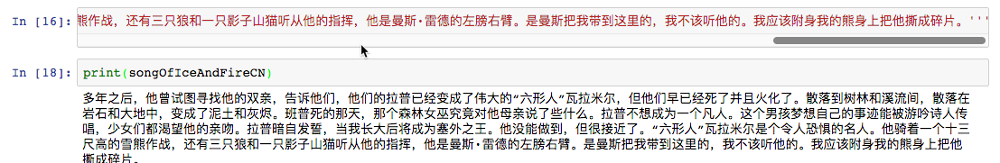 In [16]: 熊作战，还有三只狼和一只影子山猫听从他的指挥，他是曼斯·雷德的左膀右臂。是曼斯把我带到这里的，我不该听他的。我应该附身我的熊身上把他撕成碎片。'''
In [18]: print(songOfIceAndFireCN)
多年之后，他曾试图寻找他的双亲，告诉他们，他们的拉普已经变成了伟大的“六形人”瓦拉米尔，但他们早已经死了并且火化了。散落到树林和溪流间，散落在
岩石和大地中，变成了泥土和灰烬。班普死的那天，那个森林女巫究竟对他母亲说了些什么。拉普不想成为一个凡人。这个男孩梦想自己的事迹能被游吟诗人传
唱，少女们都渴望他的亲吻。拉普暗自发誓，当我长大后将成为塞外之王。他没能做到，但很接近了。“六形人”瓦拉米尔是个令人恐惧的名人。他骑着一个十三
尺高的雪熊作战，还有三只狼和一只影子山猫听从他的指挥，他是曼斯·雷德的左膀右臂。是曼斯把我带到这里的，我不该听他的。我应该附身我的熊身上把他
撕成碎片。